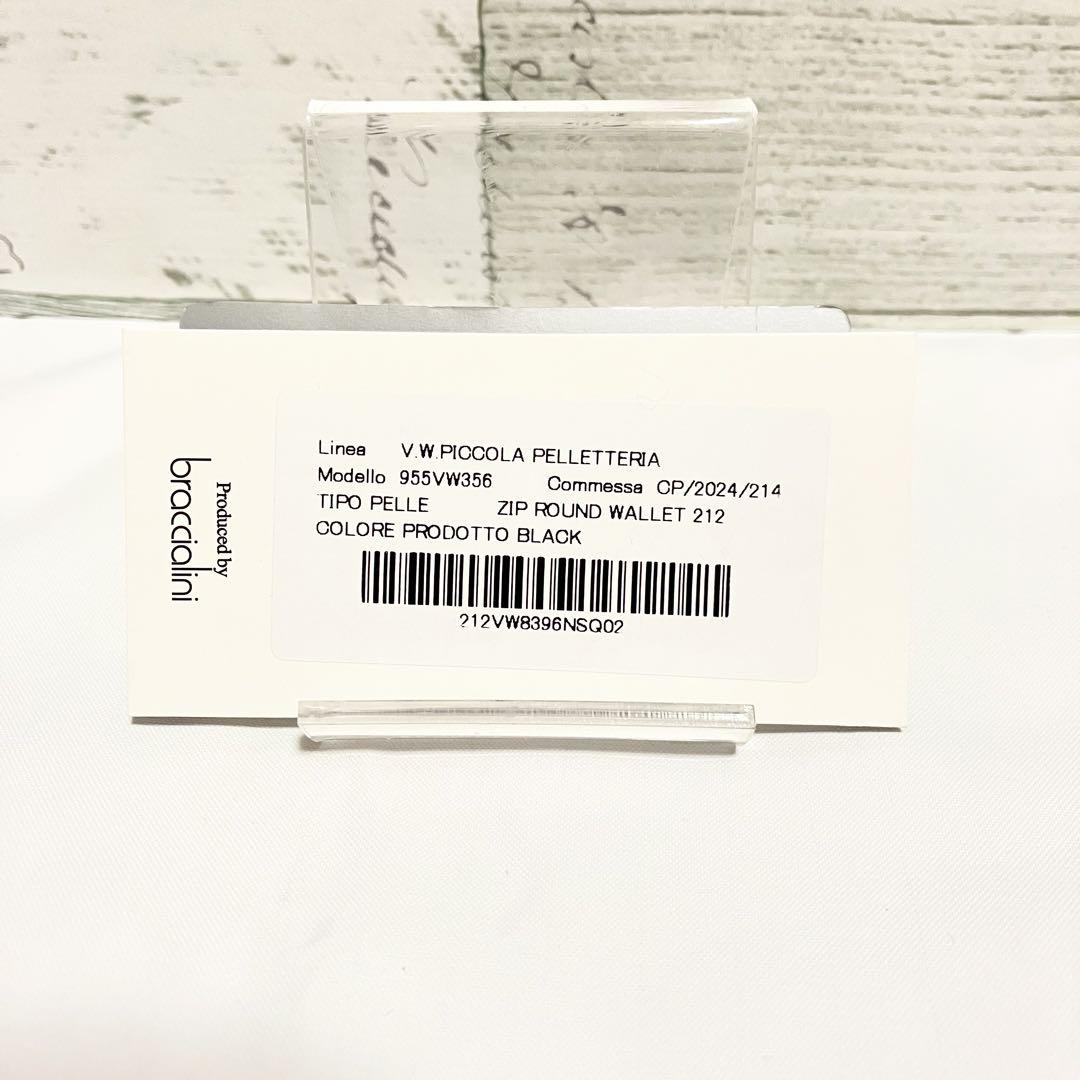 Linea V.W.PICCOLA PELLETTERIA
Modello 955VW356 Commessa CP/2024/214
TIPO PELLE ZIP ROUND WALLET 212
COLORE PRODOTTO BLACK
212VW8396NSQ02
Produced by
braccialini